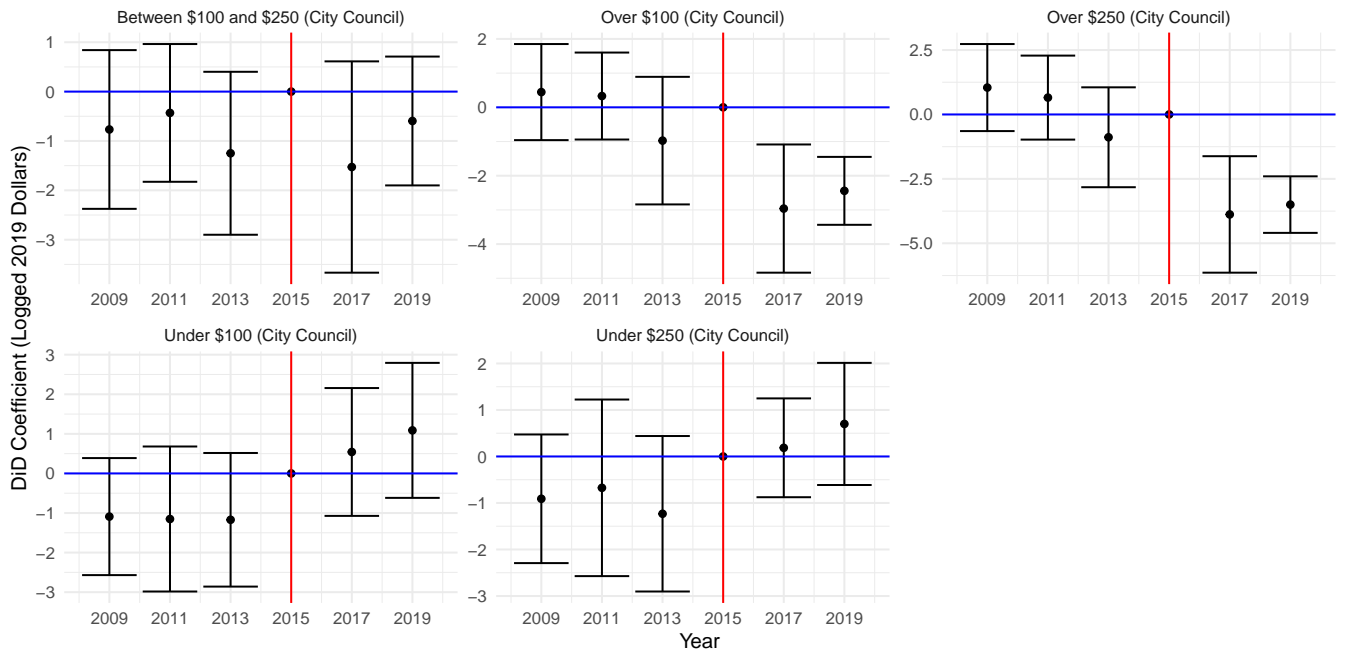 Between $100 and $250 (City Council)
Over $100 (City Council)
Over $250 (City Council)
DiD Coefficient (Logged 2019 Dollars)
1
0
−1
−2
−3
2009 2011 2013 2015 2017 2019
2
0
−2
−4
2009 2011 2013 2015 2017 2019
2.5
0.0
−2.5
−5.0
2009 2011 2013 2015 2017 2019
Under $100 (City Council)
Under $250 (City Council)
3
2
1
0
−1
−2
−3
2009 2011 2013 2015 2017 2019
2
1
0
−1
−2
−3
2009 2011 2013 2015 2017 2019
Year